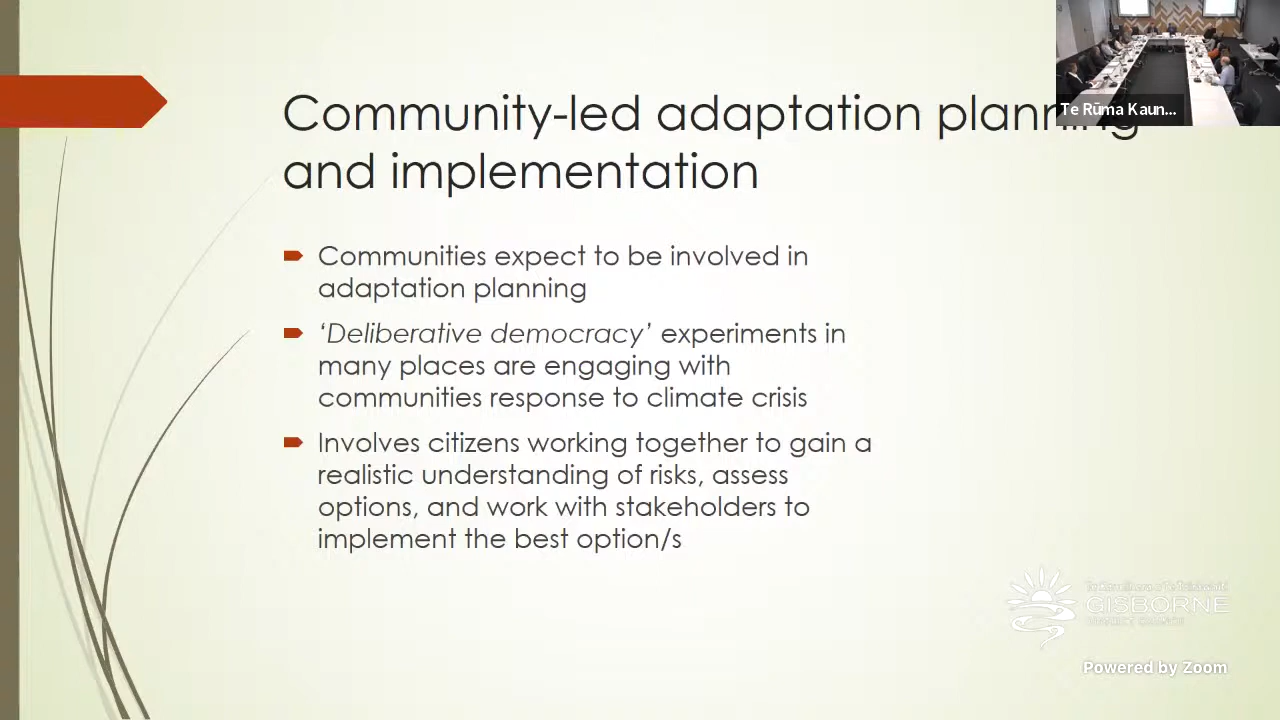 Community-led adaptation planning
and implementation
Te Rūma Kaun...
Communities expect to be involved in
adaptation planning
‘Deliberative democracy’ experiments in
many places are engaging with
communities response to climate crisis
Involves citizens working together to gain a
realistic understanding of risks, assess
options, and work with stakeholders to
implement the best option/s
GISBORNE
DISTRICT COUNCIL
Powered by Zoom